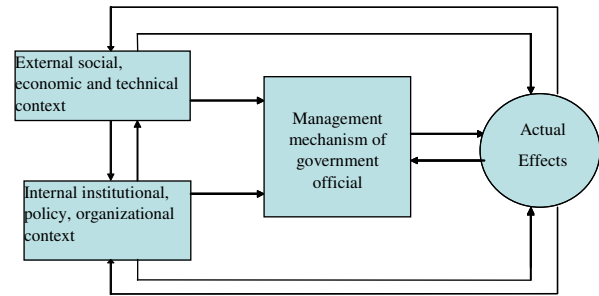 External social,
economic and technical
context
Management
mechanism of
government
official
Actual
Effects
Internal institutional,
policy, organizational
context